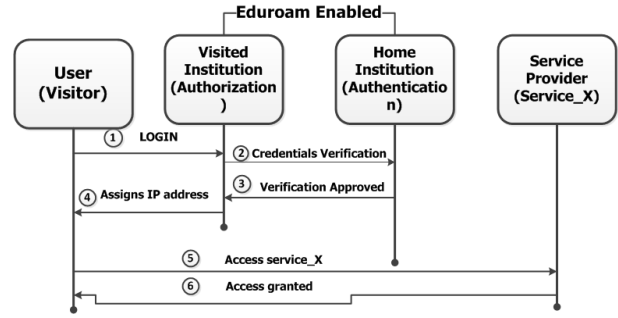 Eduroam Enabled
User
(Visitor)
Visited
Institution
(Authorization
)
Home
Institution
(Authenticatio
n)
Service
Provider
(Service_X)
1 LOGIN
2 Credentials Verification
3 Verification Approved
4 Assigns IP address
5 Access service_X
6 Access granted